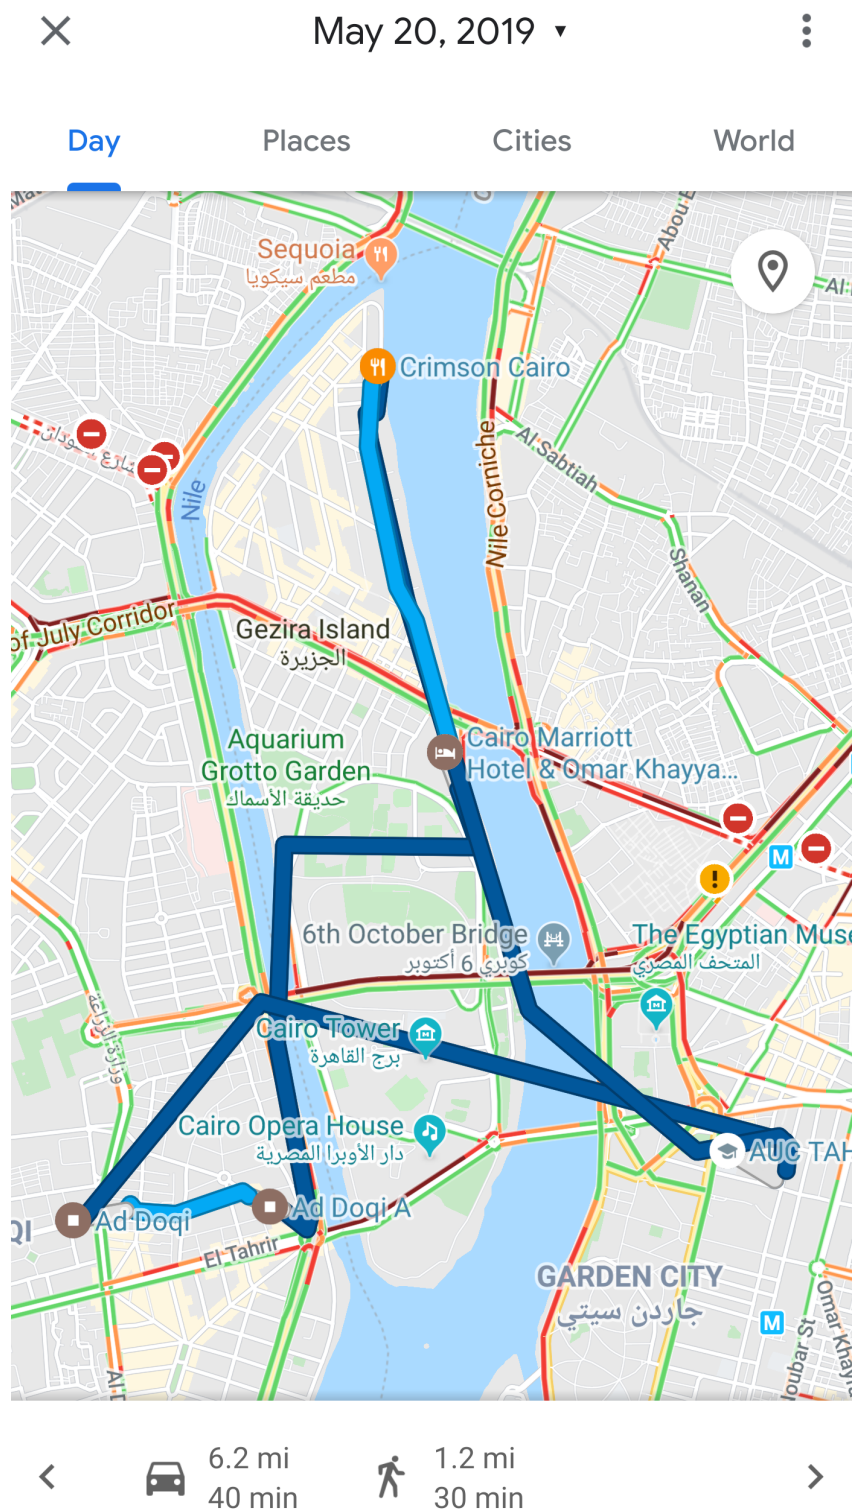 May 20, 2019
Day
Places
Cities
World
Sequoia
مطعم سيكويا
Crimson Cairo
Al Sabtiah
Nile
Nile Corniche
Shanan
of July Corridor
Gezira Island
الجزيرة
Cairo Marriott
Hotel & Omar Khayya...
Aquarium
Grotto Garden
حديقة الأسماك
M
6th October Bridge
كوبري 6 أكتوبر
The Egyptian Muse
المتحف المصري
وزارة الزراعة
Cairo Tower
برج القاهرة
Cairo Opera House
دار الأوبرا المصرية
AUC TAH
Ad Doqi
Ad Doqi A
El Tahrir
GARDEN CITY
جاردن سيتي
M
Omar Khayya
6.2 mi
40 min
1.2 mi
30 min